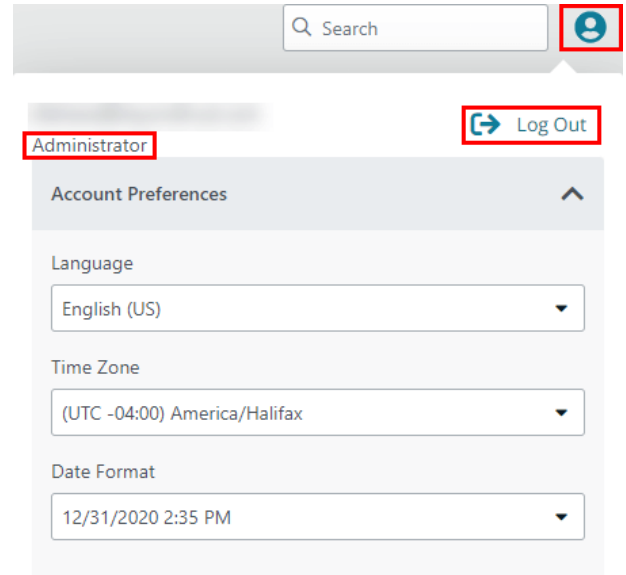 Search
Log Out
Administrator
Account Preferences
Language
English (US)
Time Zone
(UTC -04:00) America/Halifax
Date Format
12/31/2020 2:35 PM